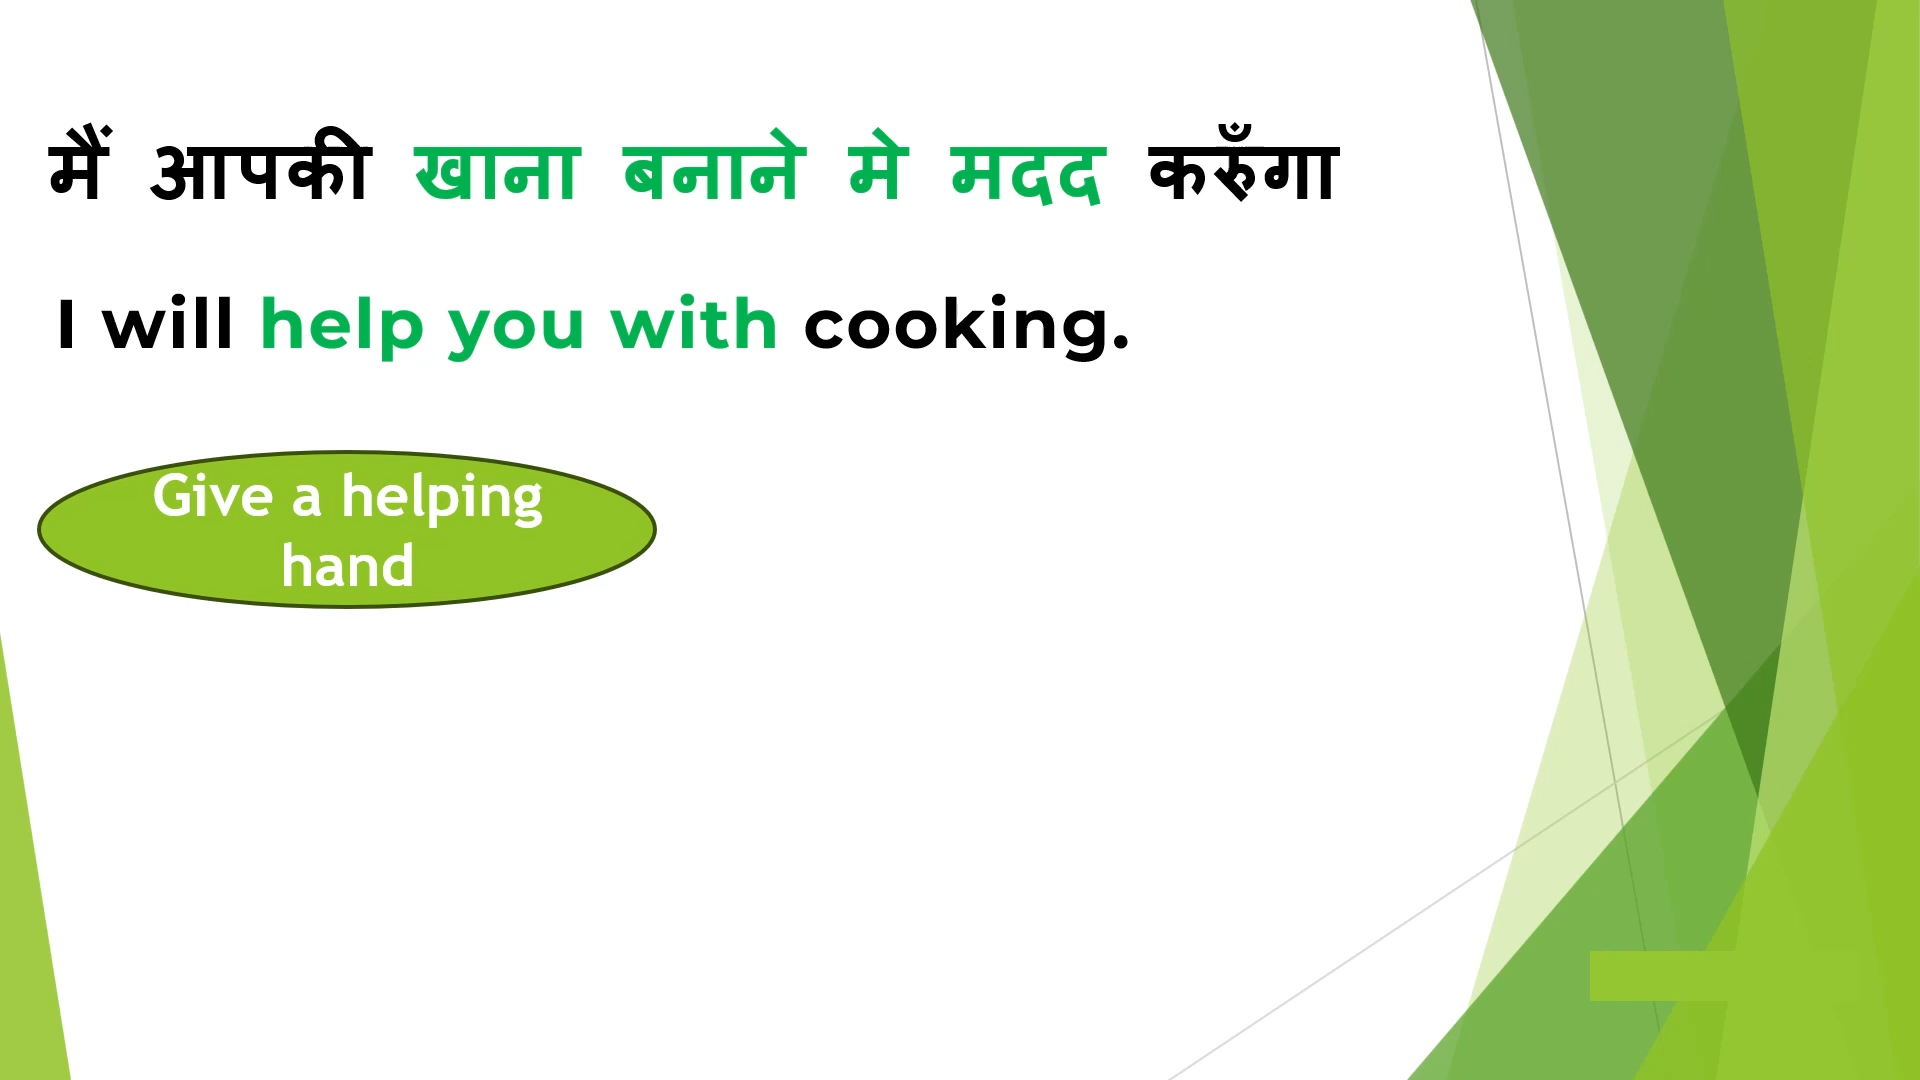 मैं आपकी खाना बनाने मे मदद करुँगा
I will help you with cooking.
Give a helping
hand